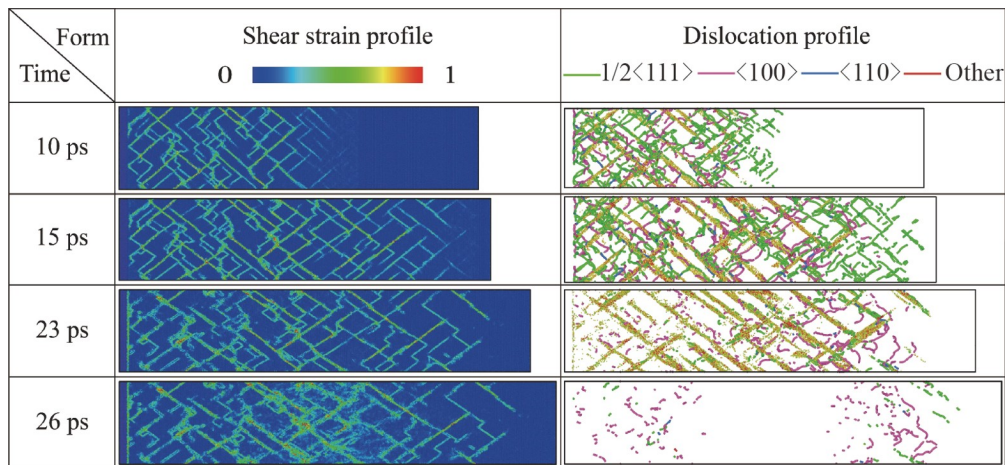 Form
Time
Shear strain profile
0 1
Dislocation profile
1/2〈111〉 〈100〉 〈110〉 Other
10 ps
15 ps
23 ps
26 ps